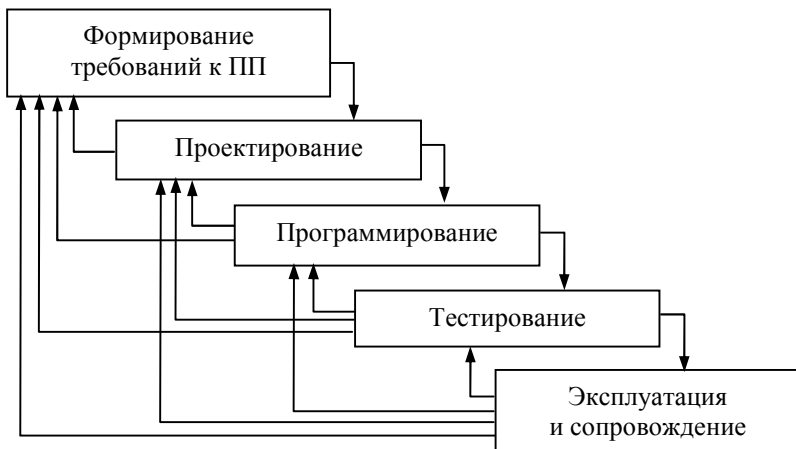 Формирование
требований к ПП
Проектирование
Программирование
Тестирование
Эксплуатация
и сопровождение